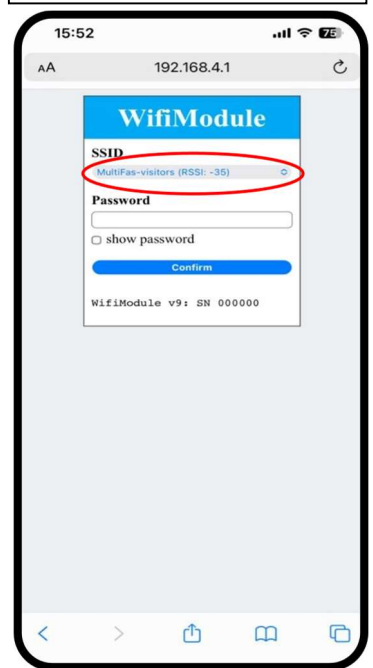 15:52
75
AA
192.168.4.1
WifiModule
SSID
MultiFas-visitors (RSSI: -35)
Password
show password
Confirm
WifiModule v9: SN 000000